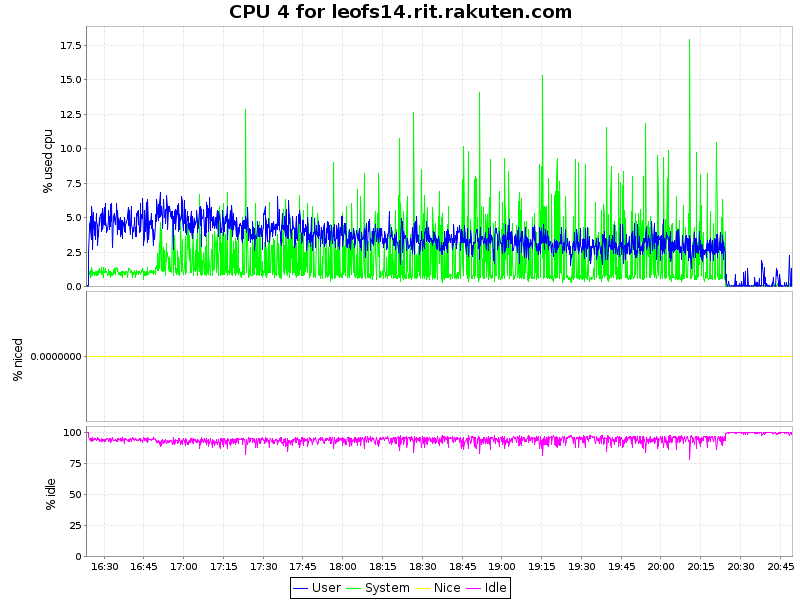 CPU 4 for leofs14.rit.rakuten.com
% used cpu
17.5
15.0
12.5
10.0
7.5
5.0
2.5
0.0
% niced
0.0000000
% idle
100
75
50
25
0
16:30 16:45 17:00 17:15 17:30 17:45 18:00 18:15 18:30 18:45 19:00 19:15 19:30 19:45 20:00 20:15 20:30 20:45
User System Nice Idle